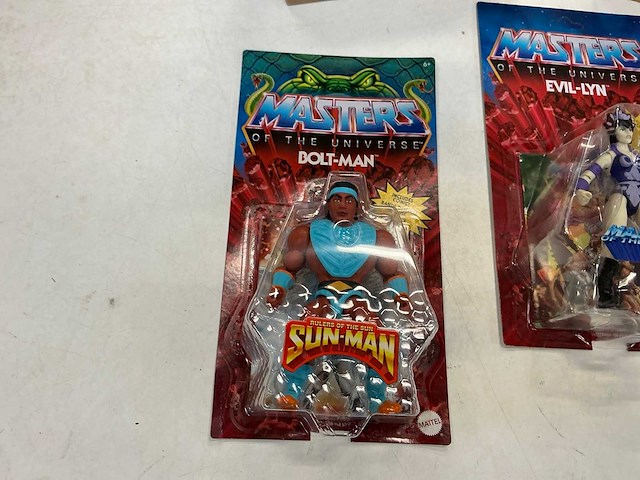 6+
MASTERS
OF THE UNIVERSE
BOLT-MAN
INCLUDES
RULERS OF THE SUN
SUN-MAN
MATTEL
MASTERS
OF THE UNIVERSE
EVIL-LYN